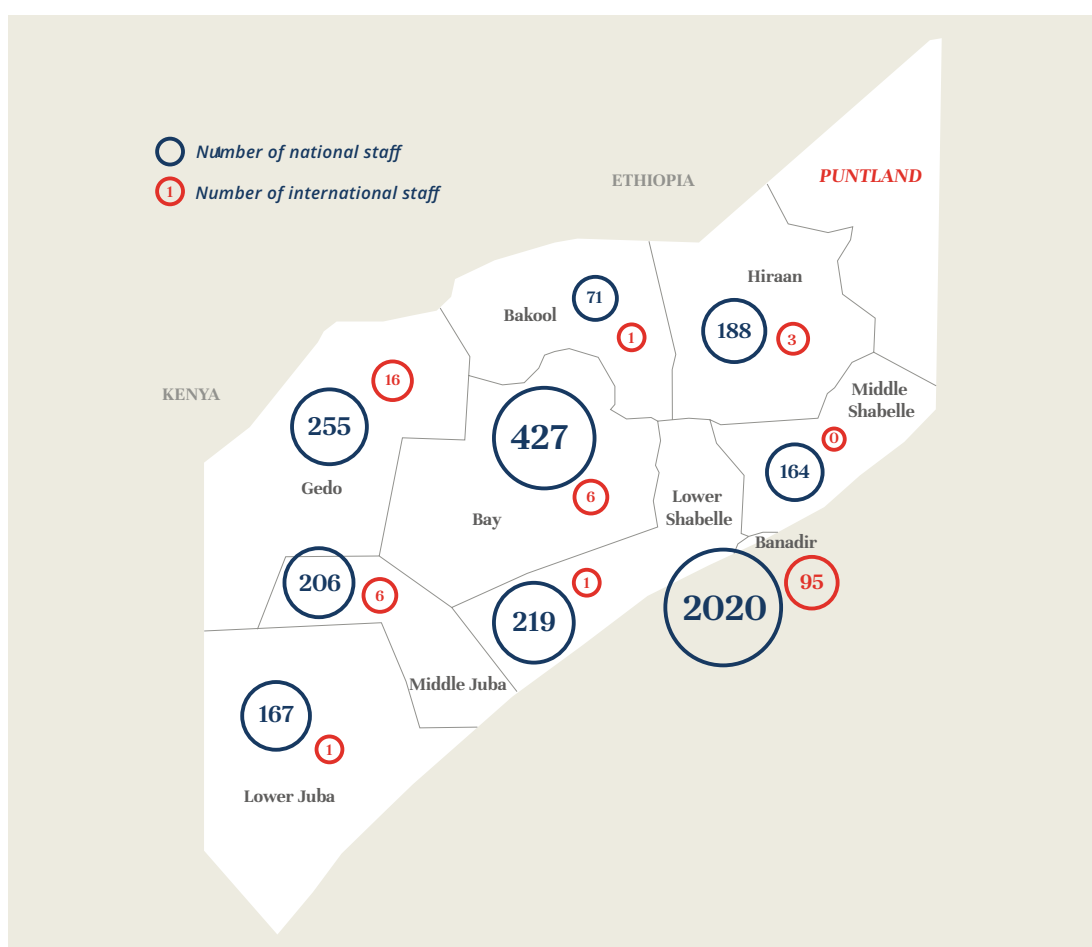 Number of national staff
1
Number of international staff
ETHIOPIA
PUNTLAND
Hiraan
71
Bakool
188
3
1
16
KENYA
Middle
Shabelle
255
427
0
164
Gedo
6
Lower
Shabelle
Bay
Banadir
206
6
1
95
219
2020
Middle Juba
167
1
Lower Juba